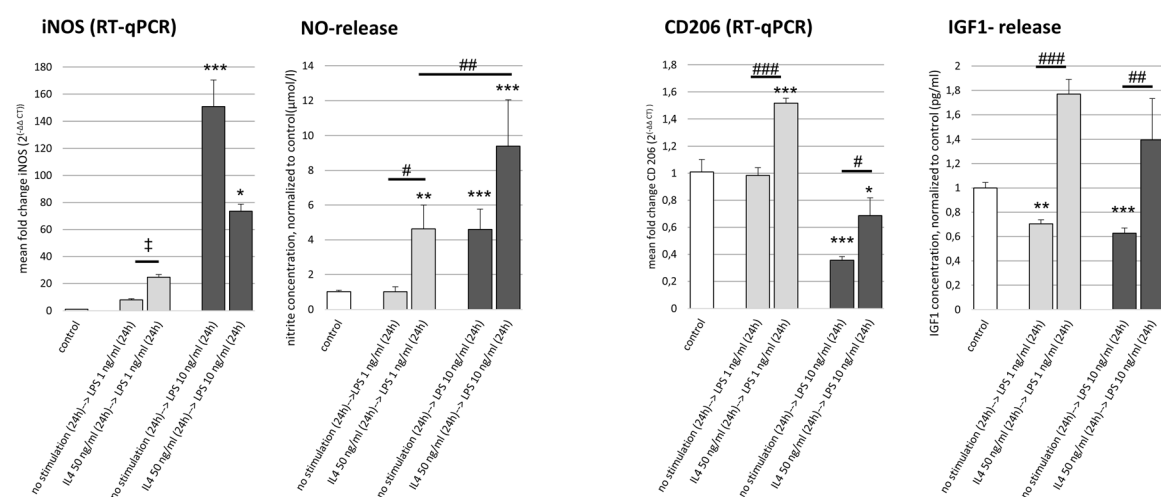 iNOS (RT-qPCR)
mean fold change iNOS (2(-ΔΔ CT))
180
160
140
120
100
80
60
40
20
0
***
*
‡
control
no stimulation (24h)--> LPS 1 ng/ml (24h)
IL4 50 ng/ml (24h)--> LPS 1 ng/ml (24h)
no stimulation (24h)--> LPS 10 ng/ml (24h)
IL4 50 ng/ml (24h)--> LPS 10 ng/ml (24h)
NO-release
nitrite concentration, normalized to control(µmol/l)
14
12
10
8
6
4
2
0
##
***
#
**
***
control
no stimulation (24h)-->LPS 1 ng/ml (24h)
IL4 50 ng/ml (24h)--> LPS 1 ng/ml (24h)
no stimulation (24h)--> LPS 10 ng/ml (24h)
IL4 50 ng/ml (24h)--> LPS 10 ng/ml (24h)
CD206 (RT-qPCR)
mean fold change CD 206 (2(-ΔΔ CT) )
1,8
1,6
1,4
1,2
1
0,8
0,6
0,4
0,2
0
###
***
#
*
***
control
no stimulation (24h)--> LPS 1 ng/ml (24h)
IL4 50 ng/ml (24h)--> LPS 1 ng/ml (24h)
no stimulation (24h)--> LPS 10 ng/ml (24h)
IL4 50 ng/ml (24h)--> LPS 10 ng/ml (24h)
IGF1- release
IGF1 concentration, normalized to control (pg/ml)
2
1,8
1,6
1,4
1,2
1
0,8
0,6
0,4
0,2
0
###
##
**
***
control
no stimulation (24h)--> LPS 1 ng/ml (24h)
IL4 50 ng/ml (24h)--> LPS 1 ng/ml (24h)
no stimulation (24h)--> LPS 10 ng/ml (24h)
IL4 50 ng/ml (24h)--> LPS 10 ng/ml (24h)